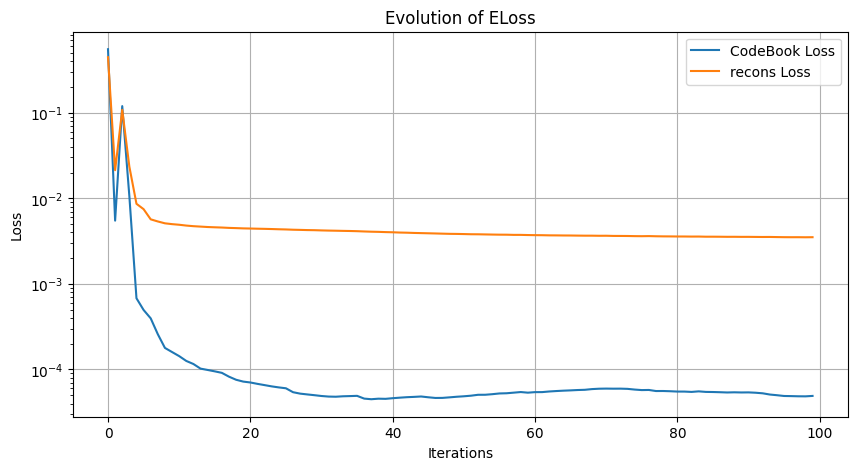 Evolution of ELoss
CodeBook Loss
recons Loss
Loss
10⁻¹
10⁻²
10⁻³
10⁻⁴
0 20 40 60 80 100
Iterations